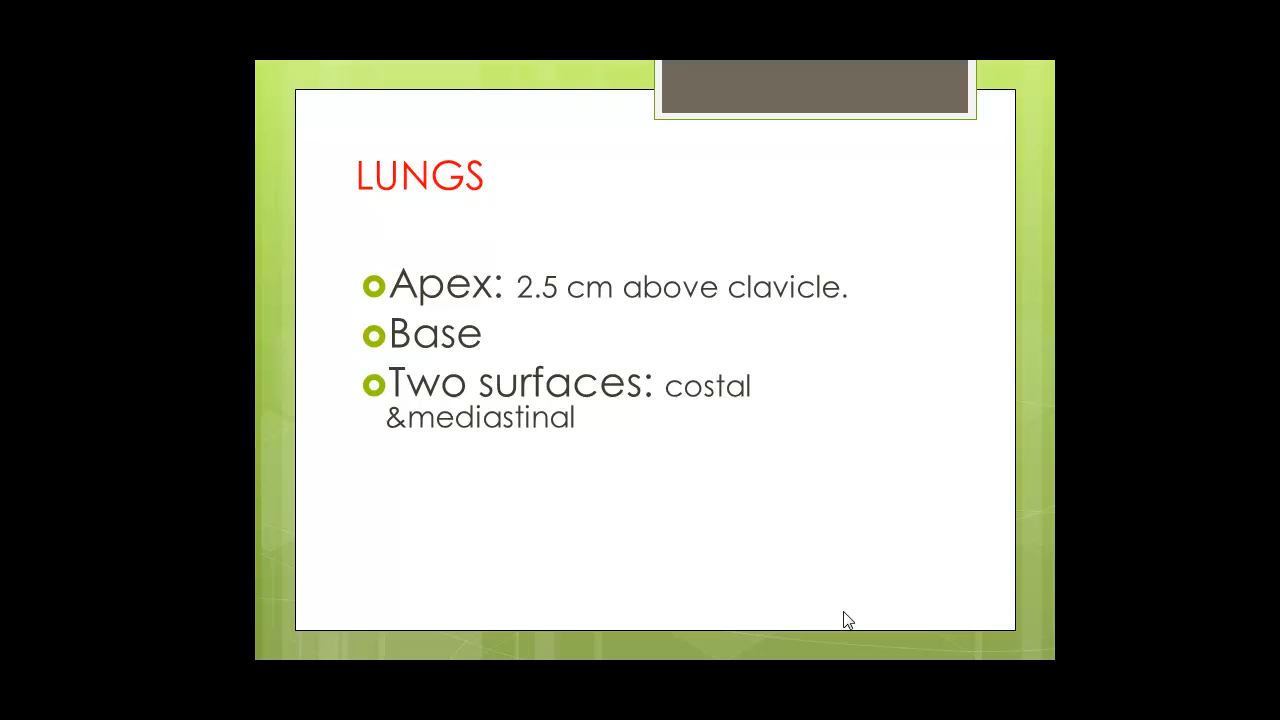 LUNGS
Apex: 2.5 cm above clavicle.
Base
Two surfaces: costal
&mediastinal